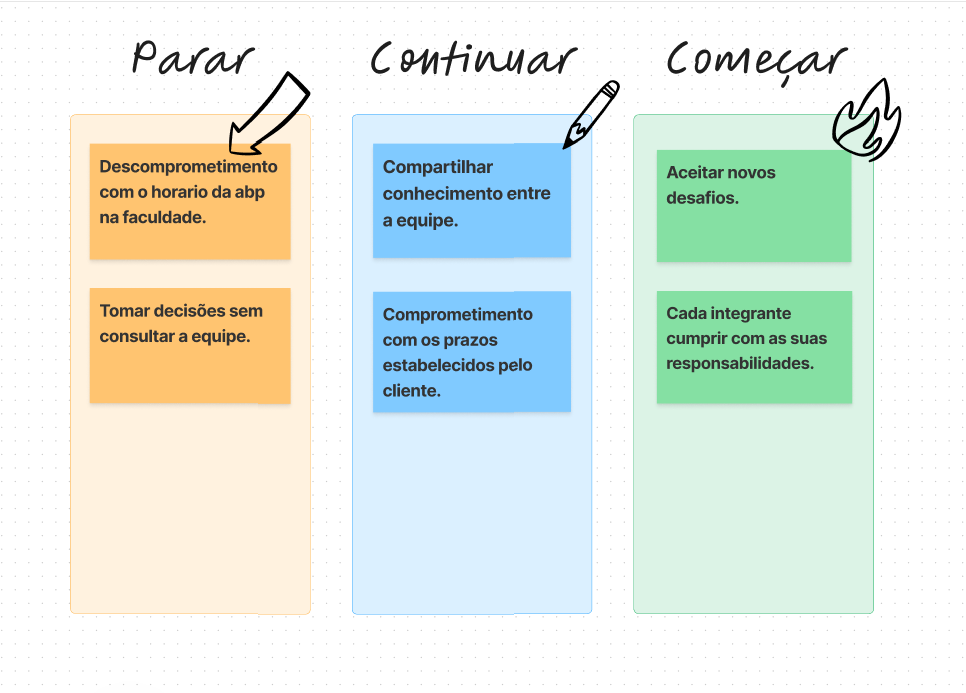 Parar
Continuar
Começar
Descomprometimento
com o horario da abp
na faculdade.
Tomar decisões sem
consultar a equipe.
Compartilhar
conhecimento entre
a equipe.
Comprometimento
com os prazos
estabelecidos pelo
cliente.
Aceitar novos
desafios.
Cada integrante
cumprir com as suas
responsabilidades.